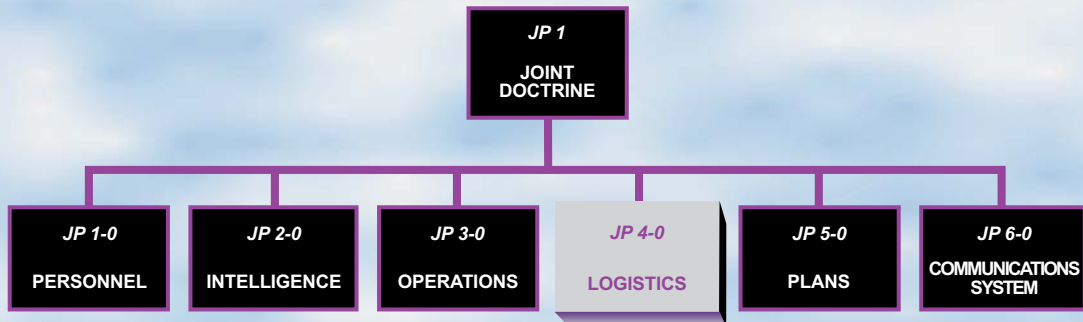 JP 1
JOINT
DOCTRINE
JP 1-0
PERSONNEL
JP 2-0
INTELLIGENCE
JP 3-0
OPERATIONS
JP 4-0
LOGISTICS
JP 5-0
PLANS
JP 6-0
COMMUNICATIONS
SYSTEM